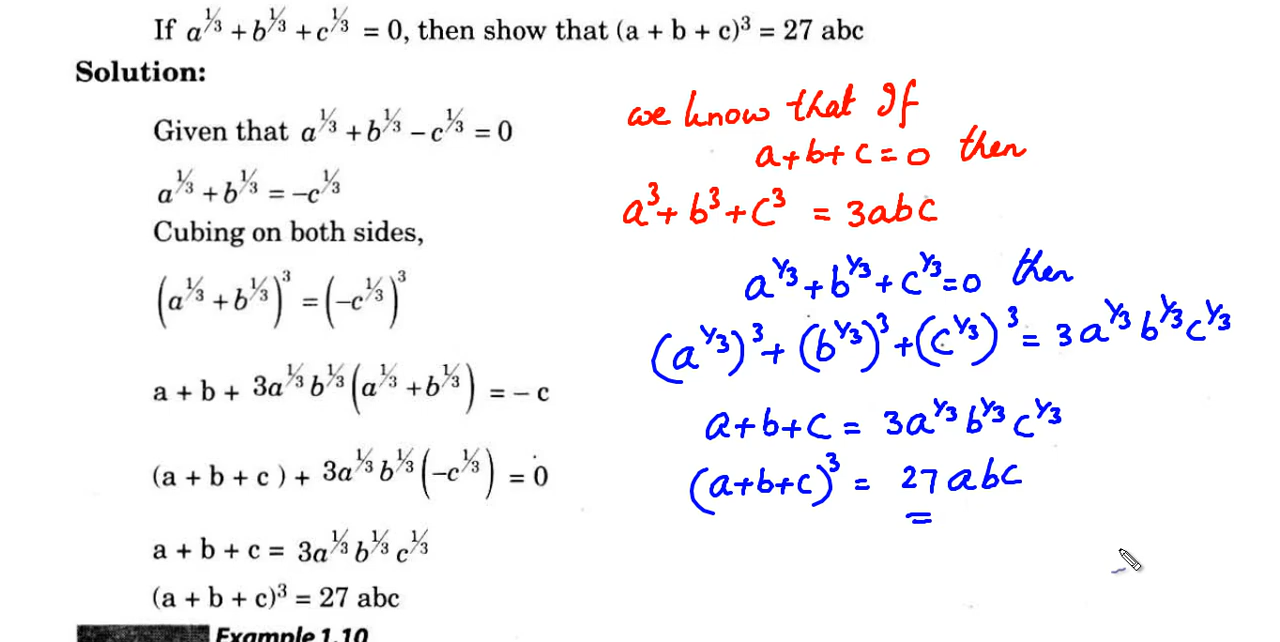 If a^{1/3} + b^{1/3} + c^{1/3} = 0, then show that (a + b + c)³ = 27 abc
Solution:
Given that a^{1/3} + b^{1/3} − c^{1/3} = 0
a^{1/3} + b^{1/3} = −c^{1/3}
Cubing on both sides,
(a^{1/3} + b^{1/3})³ = (−c^{1/3})³
a + b + 3a^{1/3} b^{1/3} (a^{1/3} + b^{1/3}) = − c
(a + b + c ) + 3a^{1/3} b^{1/3} (−c^{1/3}) = 0
a + b + c = 3a^{1/3} b^{1/3} c^{1/3}
(a + b + c)³ = 27 abc
Example 1.10
we know that If
a+b+c=0 then
a³+b³+c³ = 3abc
a^{1/3}+b^{1/3}+c^{1/3}=0 then
(a^{1/3})³+(b^{1/3})³+(c^{1/3})³=3a^{1/3}b^{1/3}c^{1/3}
a+b+c = 3a^{1/3}b^{1/3}c^{1/3}
(a+b+c)³ = 27abc